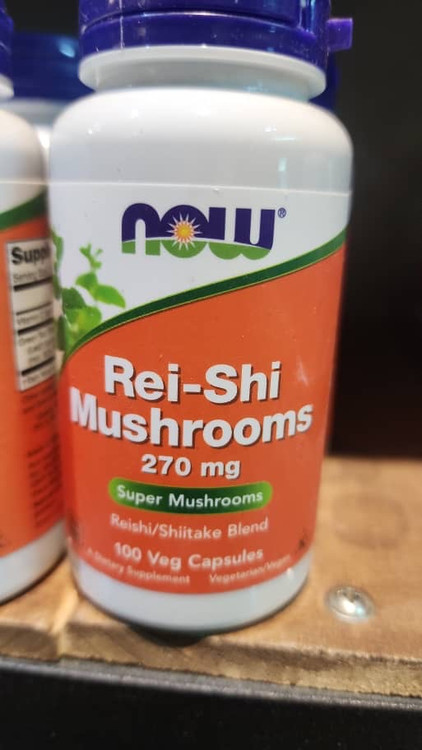 now®
Rei-Shi
Mushrooms
270 mg
Super Mushrooms
Reishi/Shiitake Blend
100 Veg Capsules
A Dietary Supplement Vegetarian/Vegan